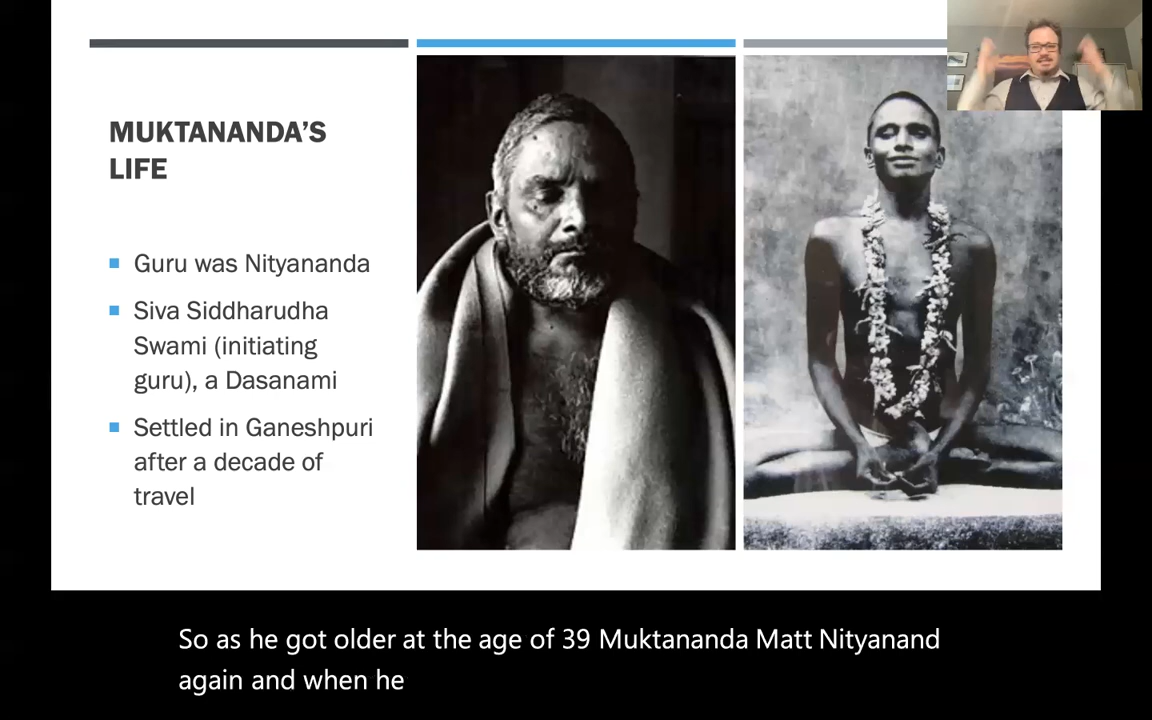 MUKTANANDA'S
LIFE
Guru was Nityananda
Siva Siddharudha
Swami (initiating
guru), a Dasanami
Settled in Ganeshpuri
after a decade of
travel
So as he got older at the age of 39 Muktananda Matt Nityanand
again and when he